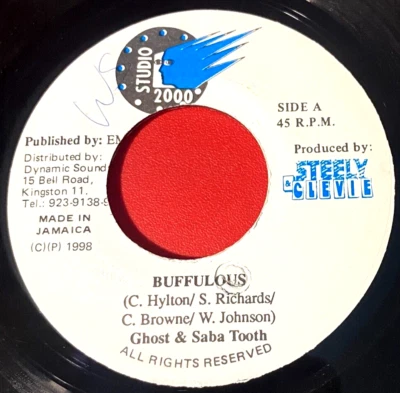 WS
STUDIO
2000
SIDE A
45 R.P.M.
Published by: EM
Distributed by:
Dynamic Sound
15 Bell Road,
Kingston 11.
Tel.: 923-9138-9
Produced by:
STEELY
& CLEVIE
MADE IN
JAMAICA
(C)(P) 1998
BUFFULOUS
(C. Hylton/ S. Richards/
C. Browne/ W. Johnson)
Ghost & Saba Tooth
ALL RIGHTS RESERVED